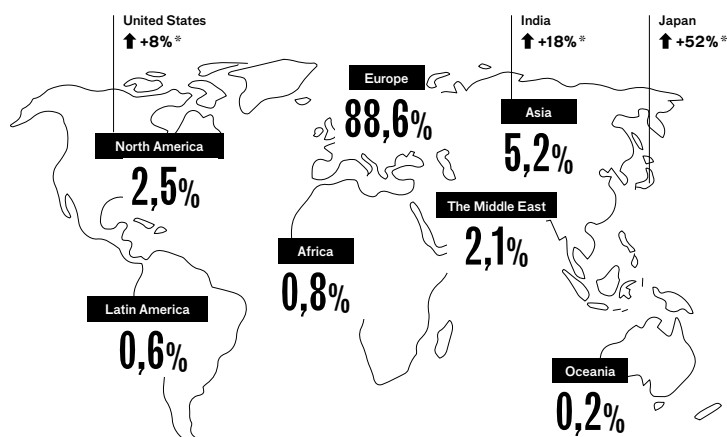 United States
↑ +8% *
India
↑ +18% *
Japan
↑ +52% *
Europe
88,6%
Asia
5,2%
North America
2,5%
The Middle East
2,1%
Africa
0,8%
Latin America
0,6%
Oceania
0,2%